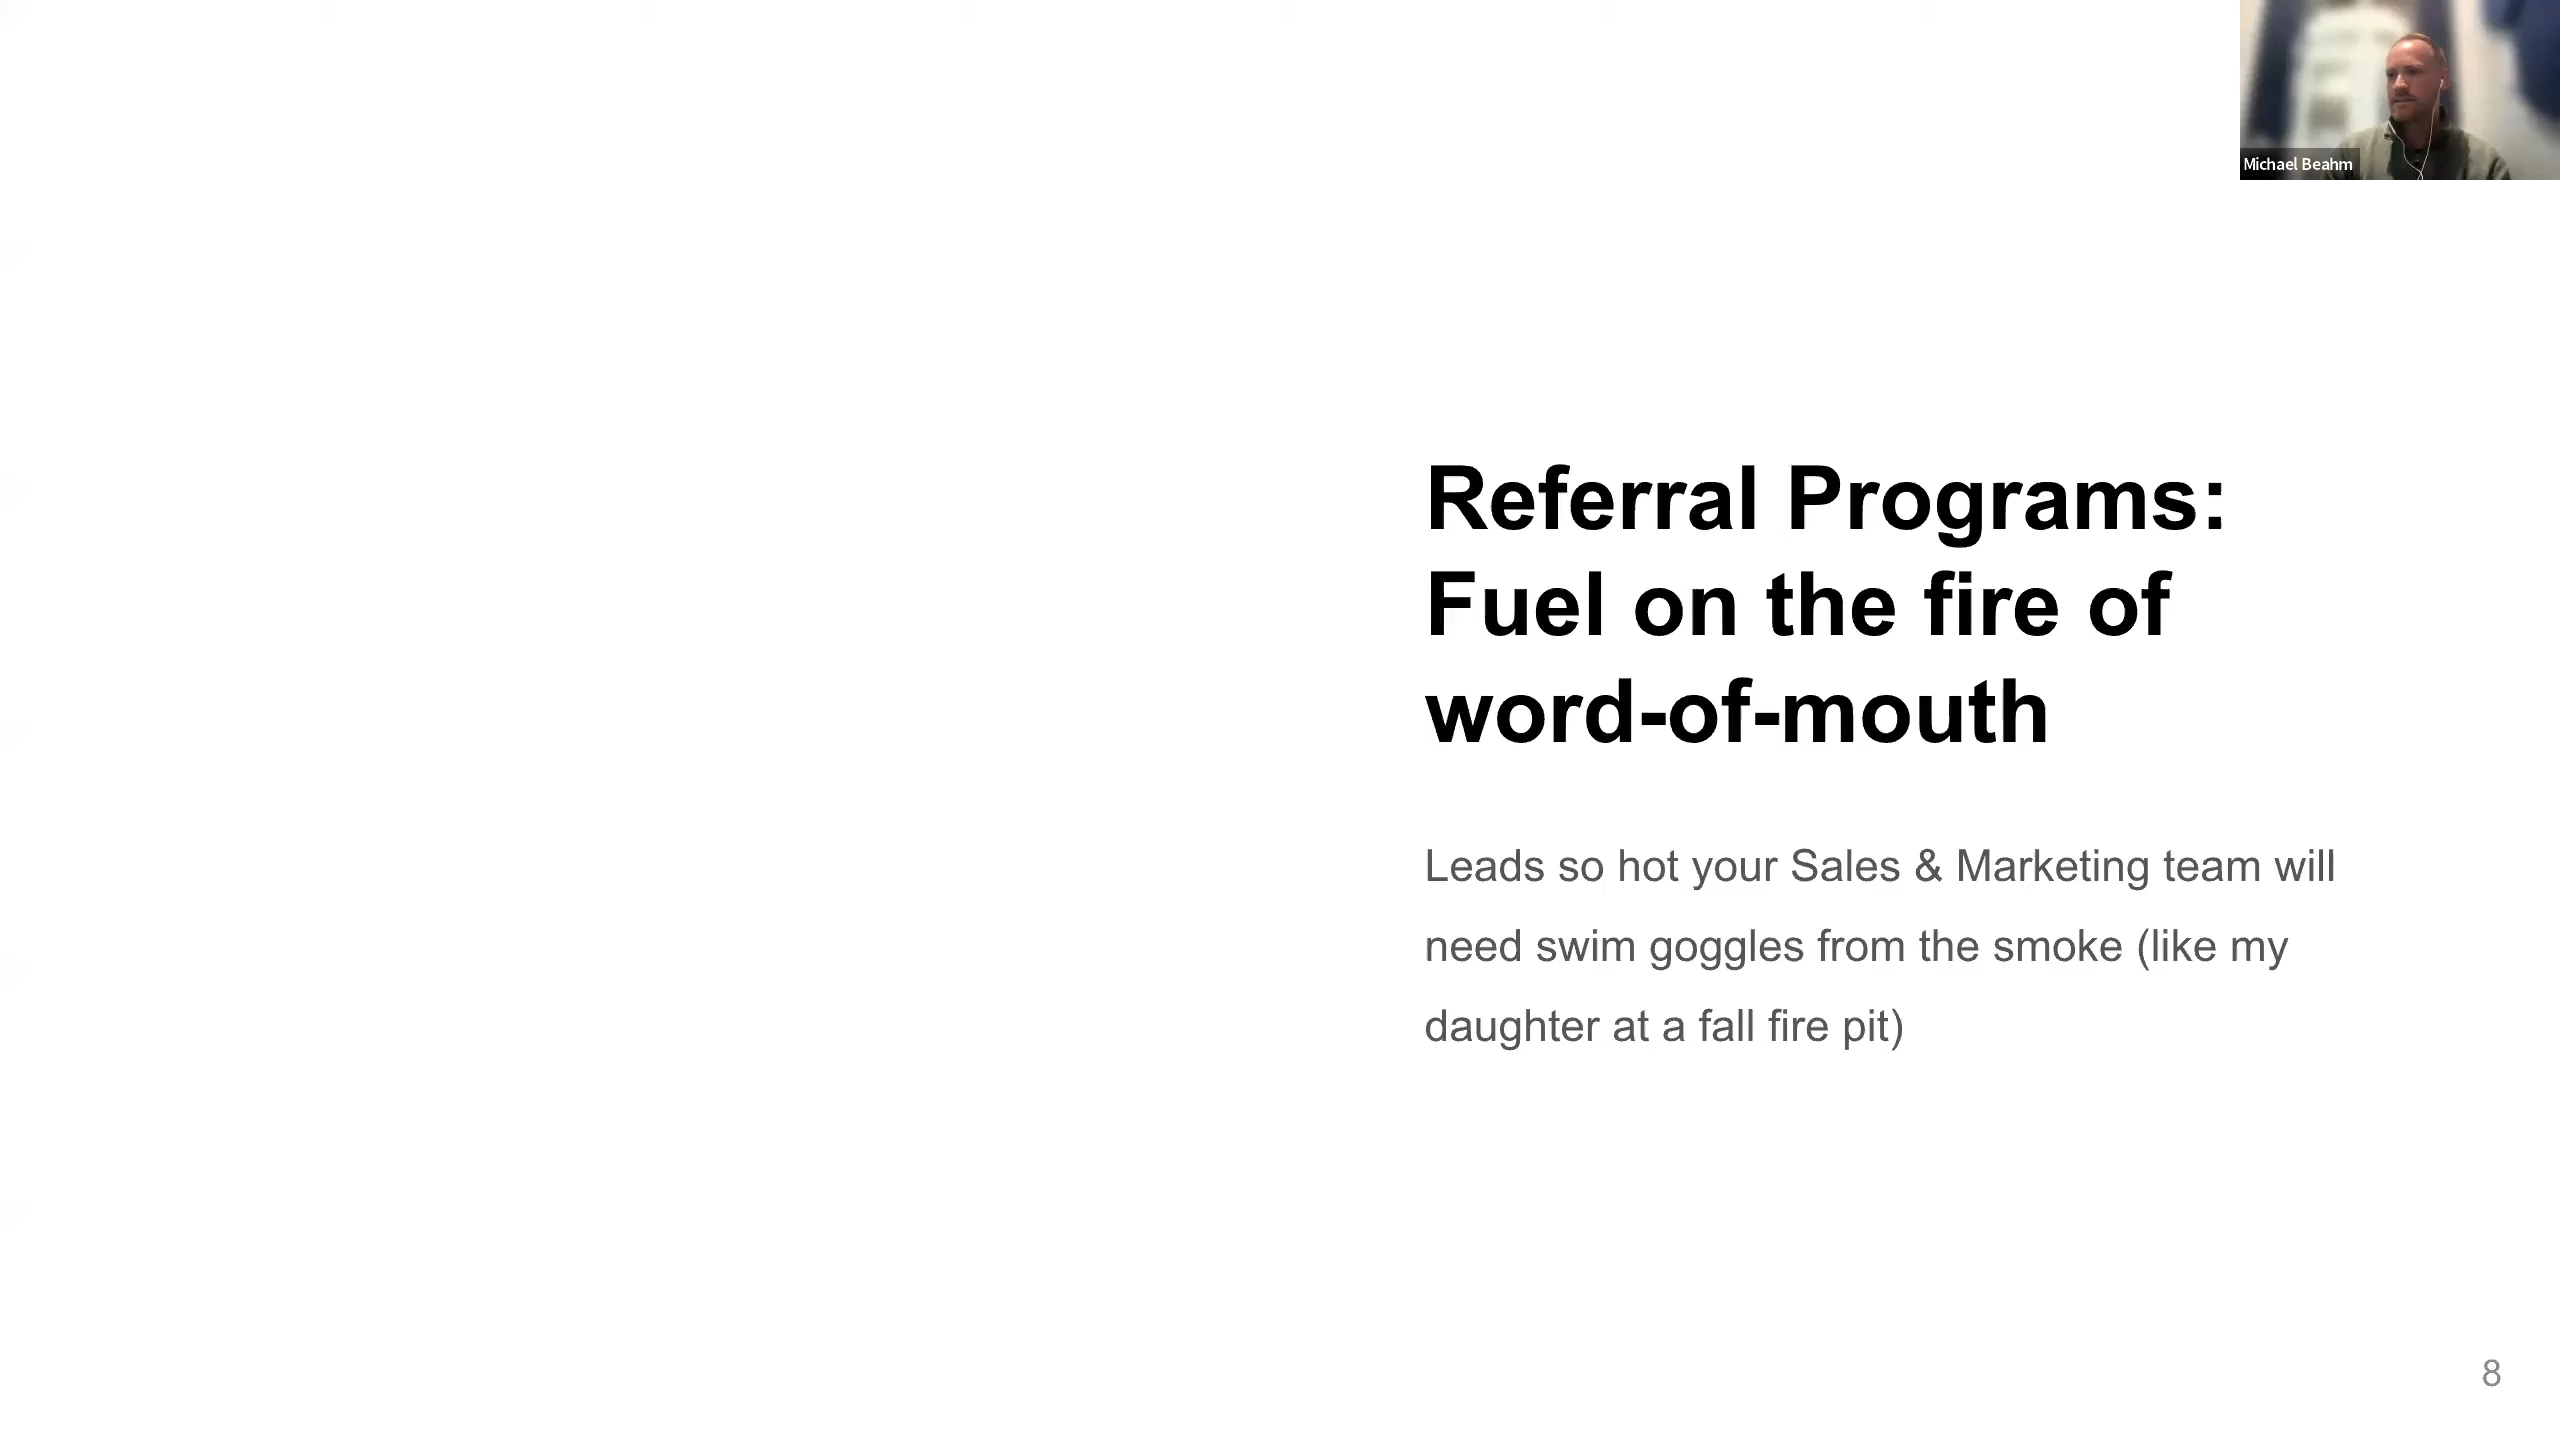 Michael Beahm
Referral Programs:
Fuel on the fire of
word-of-mouth
Leads so hot your Sales & Marketing team will
need swim goggles from the smoke (like my
daughter at a fall fire pit)
8